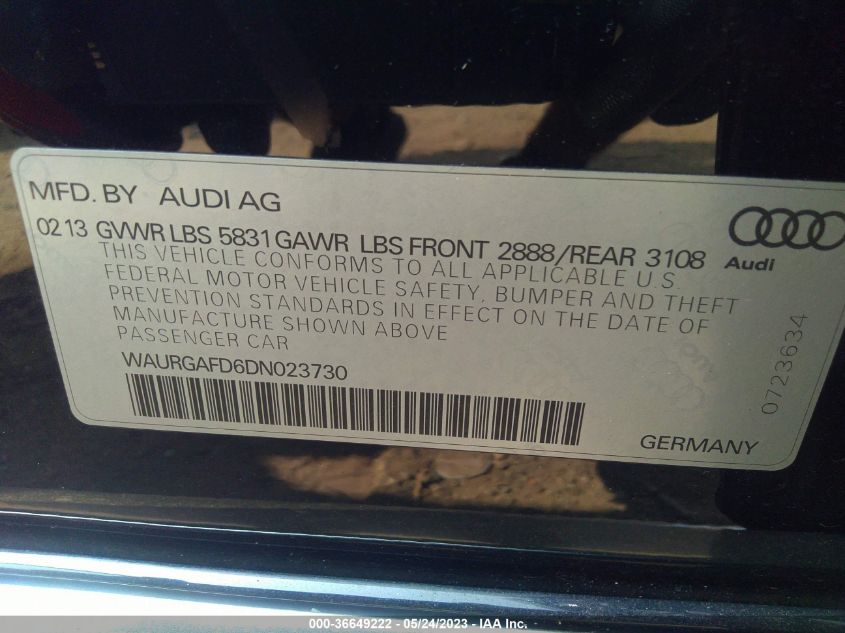 MFD. BY AUDI AG
02 13 GVWR LBS 5831 GAWR LBS FRONT 2888/REAR 3108
Audi
THIS VEHICLE CONFORMS TO ALL APPLICABLE U.S.
FEDERAL MOTOR VEHICLE SAFETY, BUMPER AND THEFT
PREVENTION STANDARDS IN EFFECT ON THE DATE OF
MANUFACTURE SHOWN ABOVE
PASSENGER CAR
WAURGAFD6DN023730
0723634
GERMANY
000-36649222 - 05/24/2023 - IAA Inc.